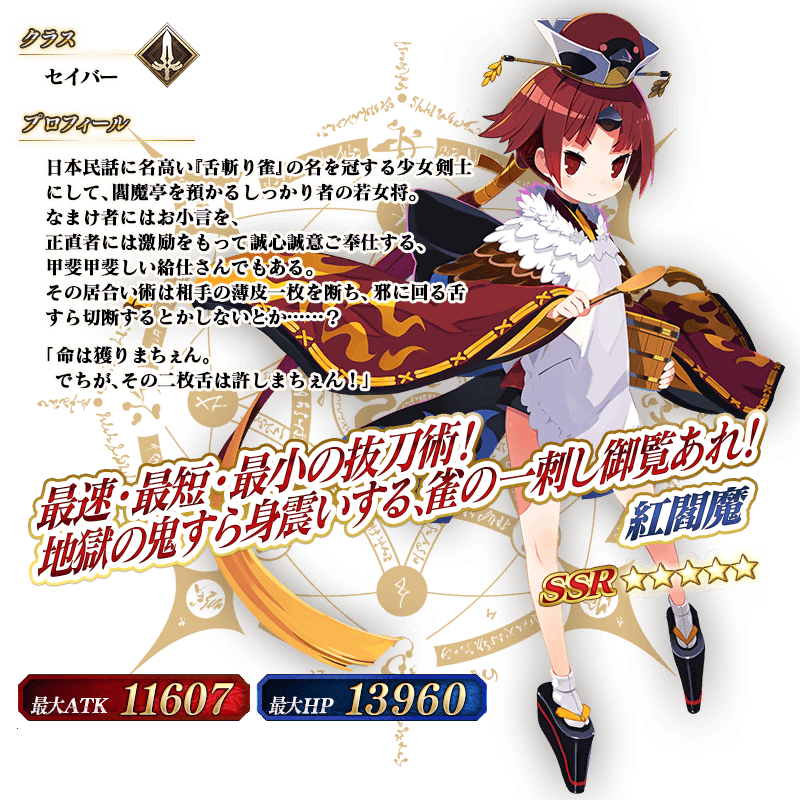 クラス
セイバー
プロフィール
日本民話に名高い『舌斬り雀』の名を冠する少女剣士
にして、閻魔亭を預かるしっかり者の若女将。
なまけ者にはお小言を、
正直者には激励をもって誠心誠意ご奉仕する、
甲斐甲斐しい給仕さんでもある。
その居合い術は相手の薄皮一枚を断ち、邪に回る舌
すら切断するとかしないとか……？
「命は獲りまちぇん。
でちが、その二枚舌は許しまちぇん！」
最速・最短・最小の抜刀術！
地獄の鬼すら身震いする、雀の一刺し御覧あれ！
紅閻魔
SSR ☆☆☆☆☆
最大ATK 11607
最大HP 13960